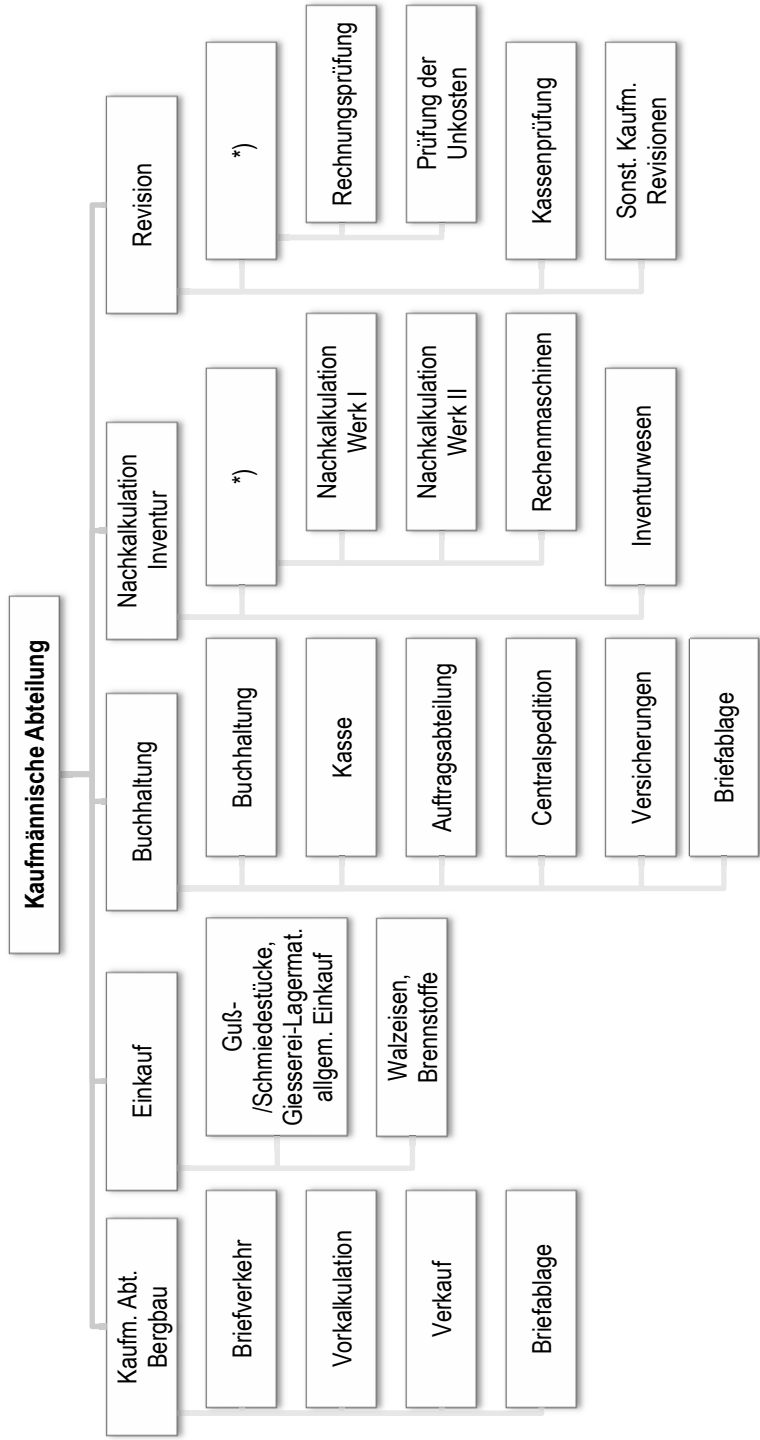 Kaufmännische Abteilung
Kaufm. Abt.
Bergbau
Briefverkehr
Vorkalkulation
Verkauf
Briefablage
Einkauf
Guß-
/Schmiedestücke,
Giesserei-Lagermat.
allgem. Einkauf
Walzeisen,
Brennstoffe
Buchhaltung
Buchhaltung
Kasse
Auftragsabteilung
Centralspedition
Versicherungen
Briefablage
Nachkalkulation
Inventur
*)
Nachkalkulation
Werk I
Nachkalkulation
Werk II
Rechenmaschinen
Inventurwesen
Revision
*)
Rechnungsprüfung
Prüfung der
Unkosten
Kassenprüfung
Sonst. Kaufm.
Revisionen